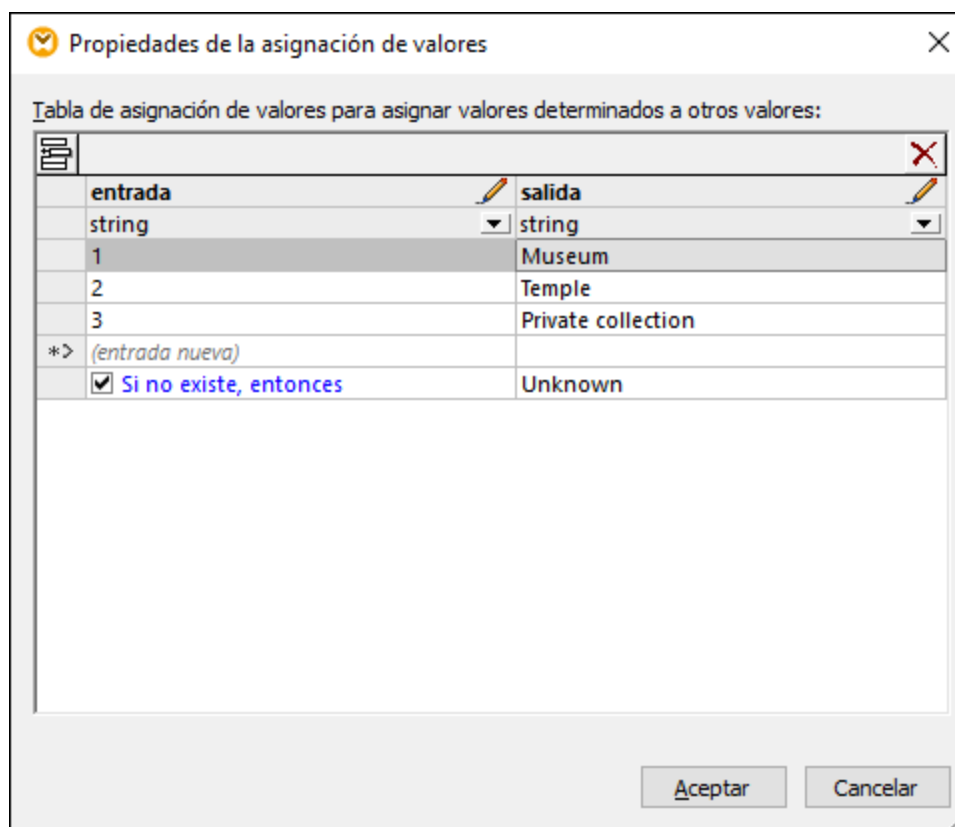 Propiedades de la asignación de valores
Tabla de asignación de valores para asignar valores determinados a otros valores:
entrada salida
string string
1 Museum
2 Temple
3 Private collection
*> (entrada nueva)
Si no existe, entonces Unknown
Aceptar Cancelar